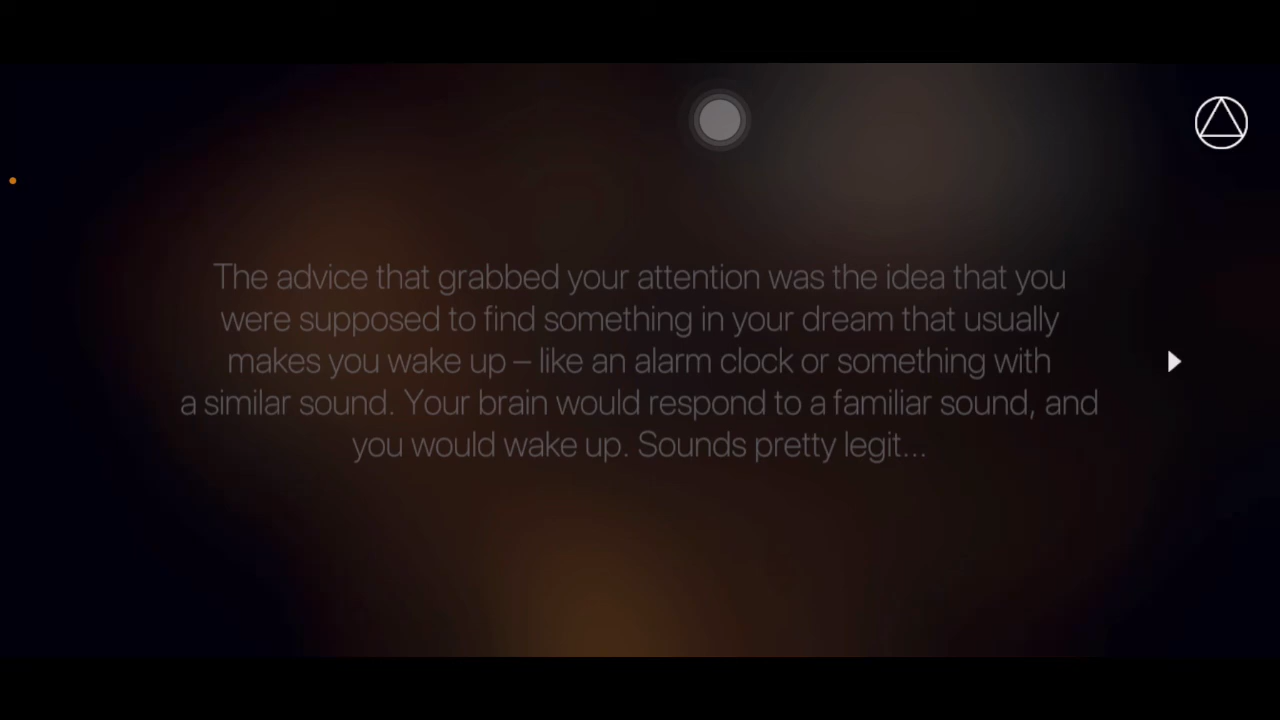 The advice that grabbed your attention was the idea that you
were supposed to find something in your dream that usually
makes you wake up – like an alarm clock or something with
a similar sound. Your brain would respond to a familiar sound, and
you would wake up. Sounds pretty legit...